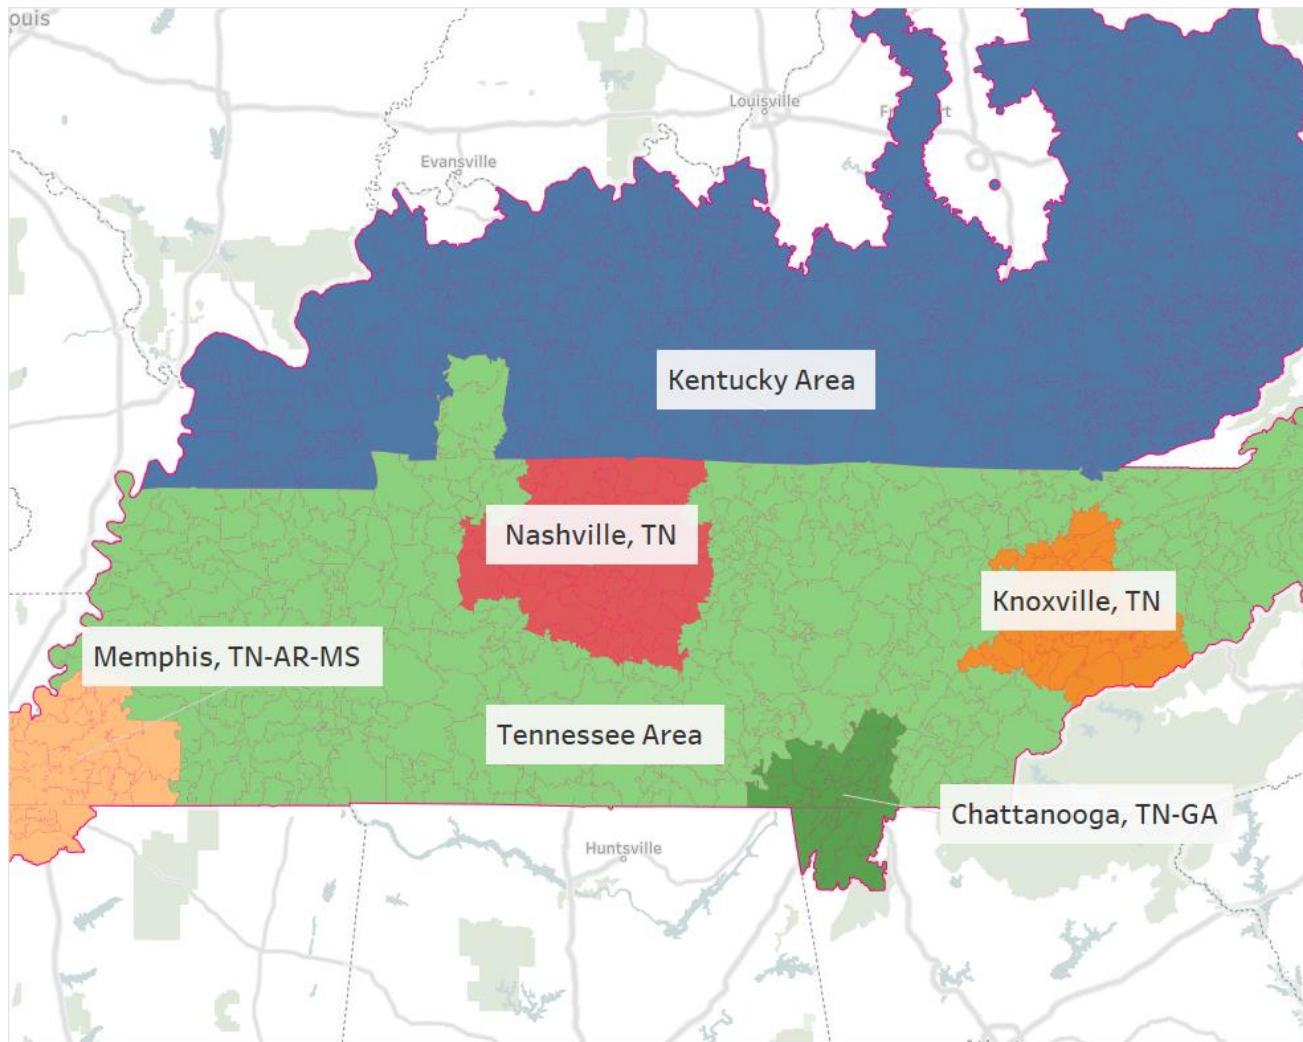 ouis
Louisville
Evansville
Kentucky Area
Nashville, TN
Knoxville, TN
Memphis, TN-AR-MS
Tennessee Area
Chattanooga, TN-GA
Huntsville